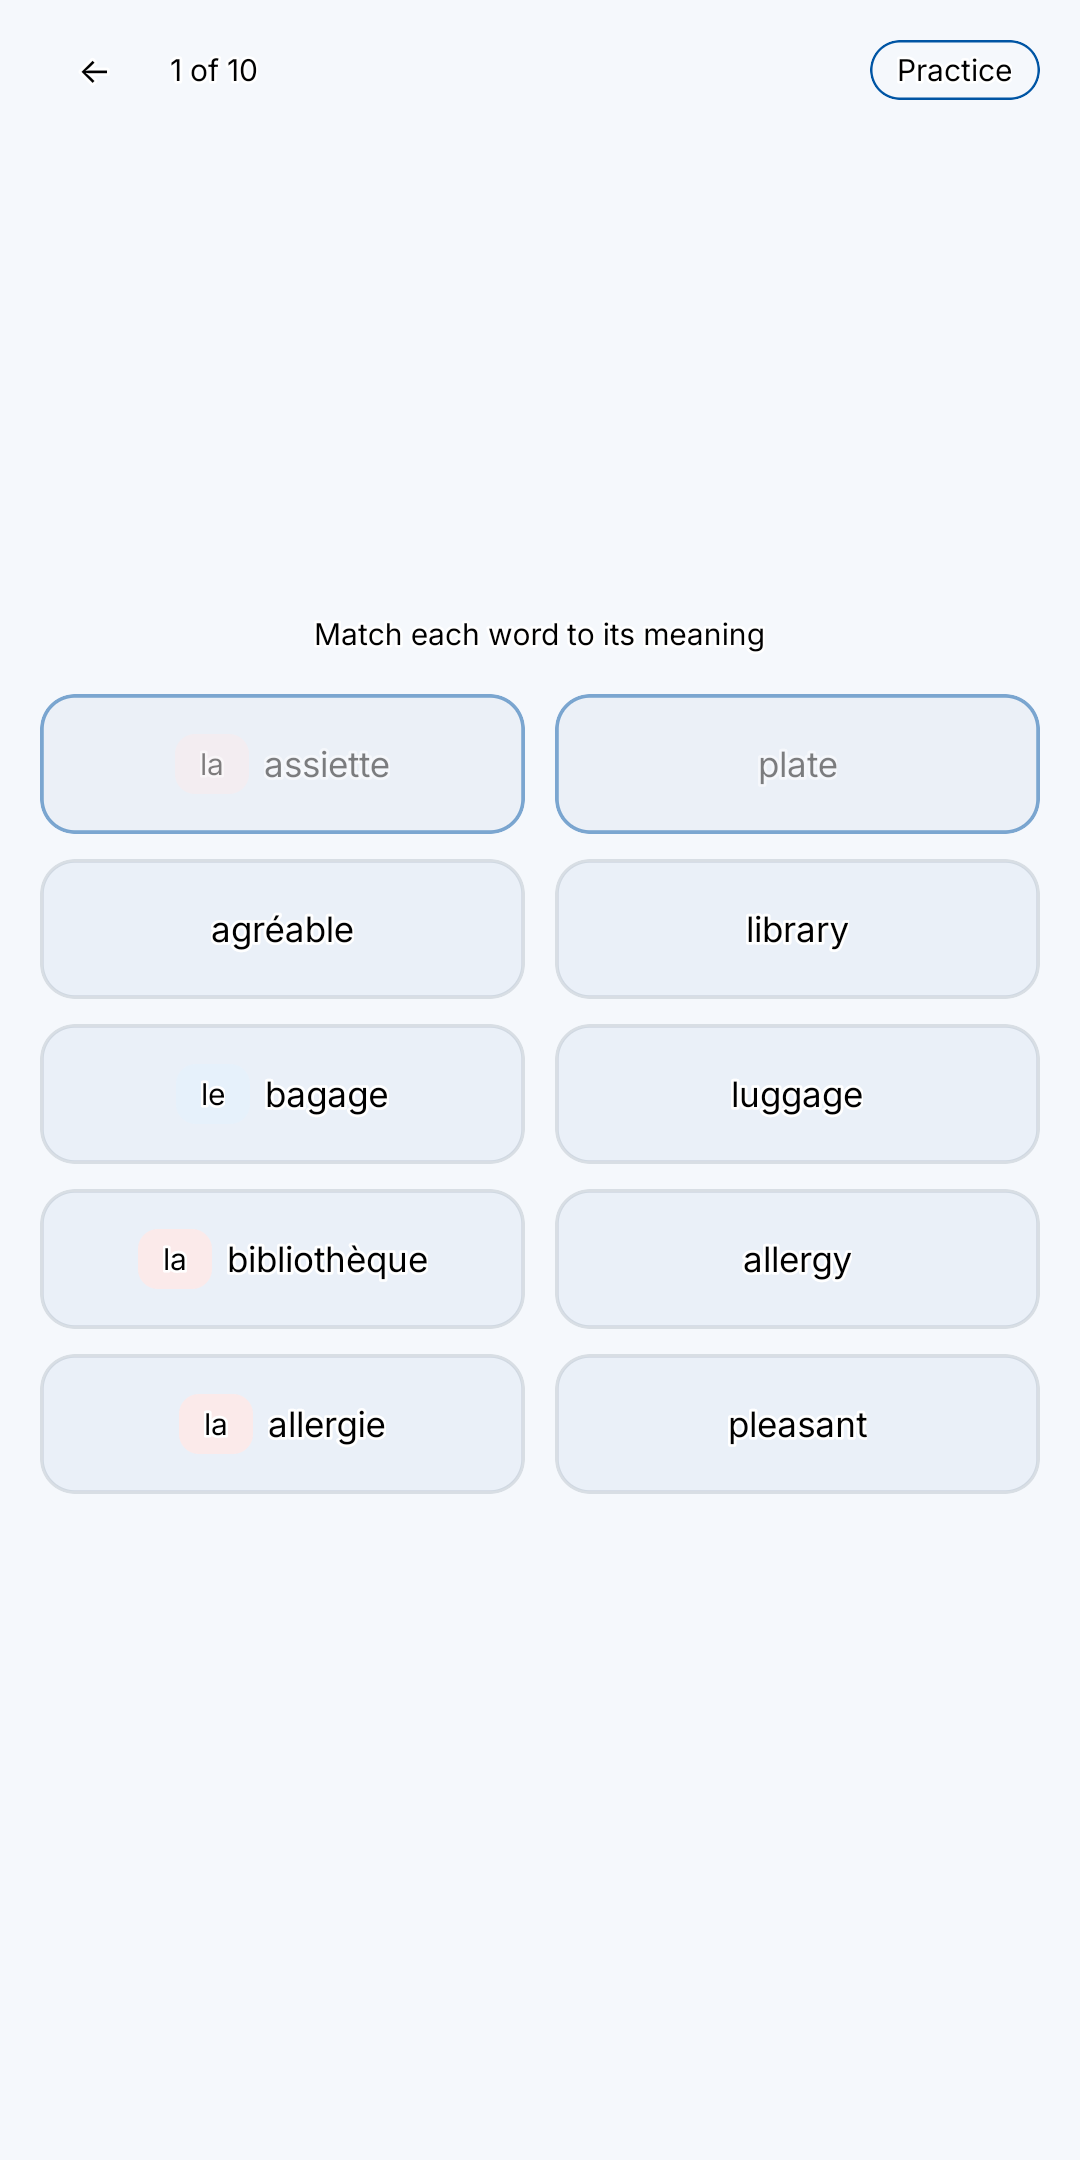 ← 1 of 10 Practice
Match each word to its meaning
la assiette plate
agréable library
le bagage luggage
la bibliothèque allergy
la allergie pleasant